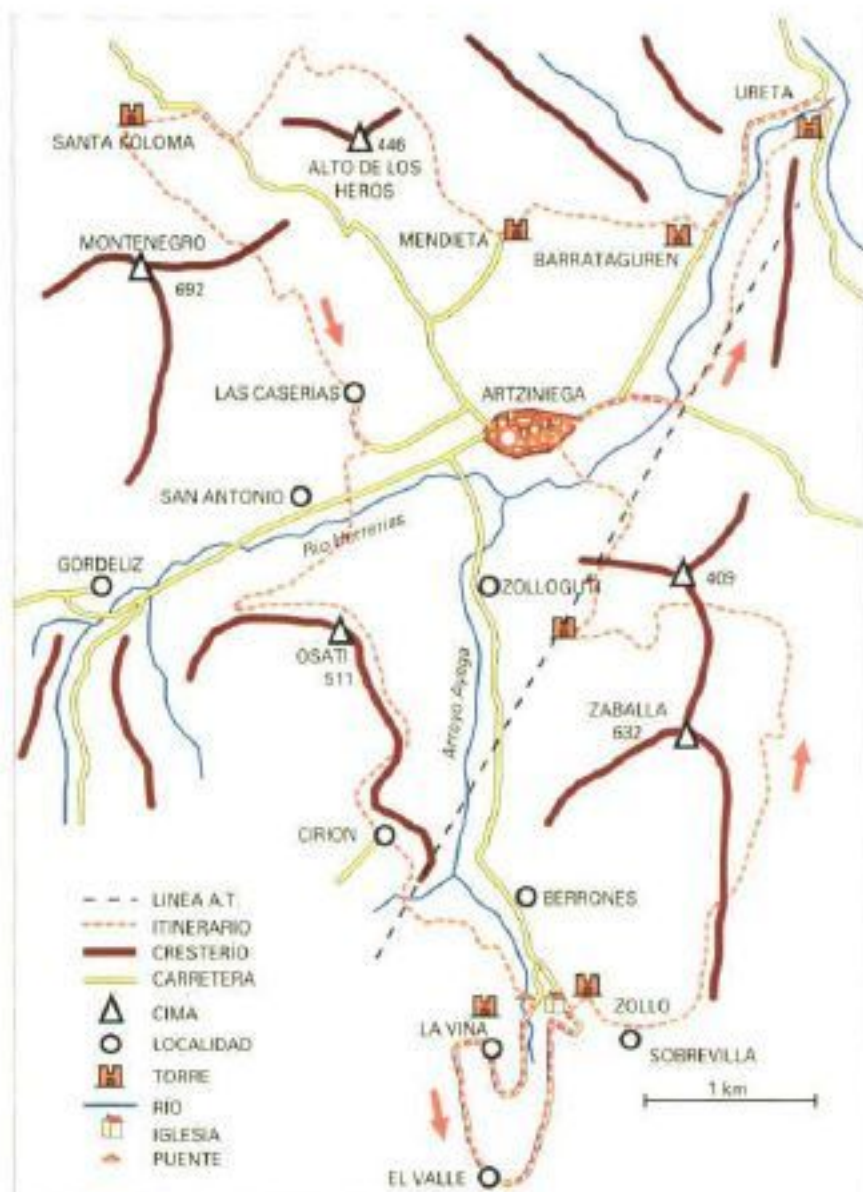 URETA
SANTA KOLOMA
446
ALTO DE LOS
HEROS
MENDIETA
BARRATAGUREN
MONTENEGRO
692
LAS CASERIAS
ARTZINIEGA
SAN ANTONIO
Rio Herrerias
GORDELIZ
ZOLLOGUTI
409
OSATI
511
Arroyo Ayega
ZABALLA
632
CIRION
BERRONES
LINEA A.T.
ITINERARIO
CRESTERÍO
CARRETERA
CIMA
LOCALIDAD
TORRE
RÍO
IGLESIA
PUENTE
LA VIÑA
ZOLLO
SOBREVILLA
1 km
EL VALLE